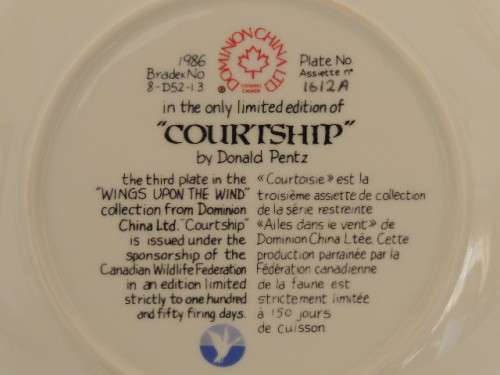 1986
Bradex No
8-D52-1.3
DOMINION CHINA LTD
®
Plate No
Assiette nº
1612A
in the only limited edition of
"COURTSHIP"
by Donald Pentz
the third plate in the
"WINGS UPON THE WIND"
collection from Dominion
China Ltd. "Courtship"
is issued under the
sponsorship of the
Canadian Wildlife Federation
in an edition limited
strictly to one hundred
and fifty firing days.
«Courtoisie» est la
troisième assiette de collection
de la série restreinte
«Ailes dans le vent» de
Dominion China Ltée. Cette
production parrainée par la
Fédération canadienne
de la faune est
strictement limitée
à 150 jours
de cuisson.